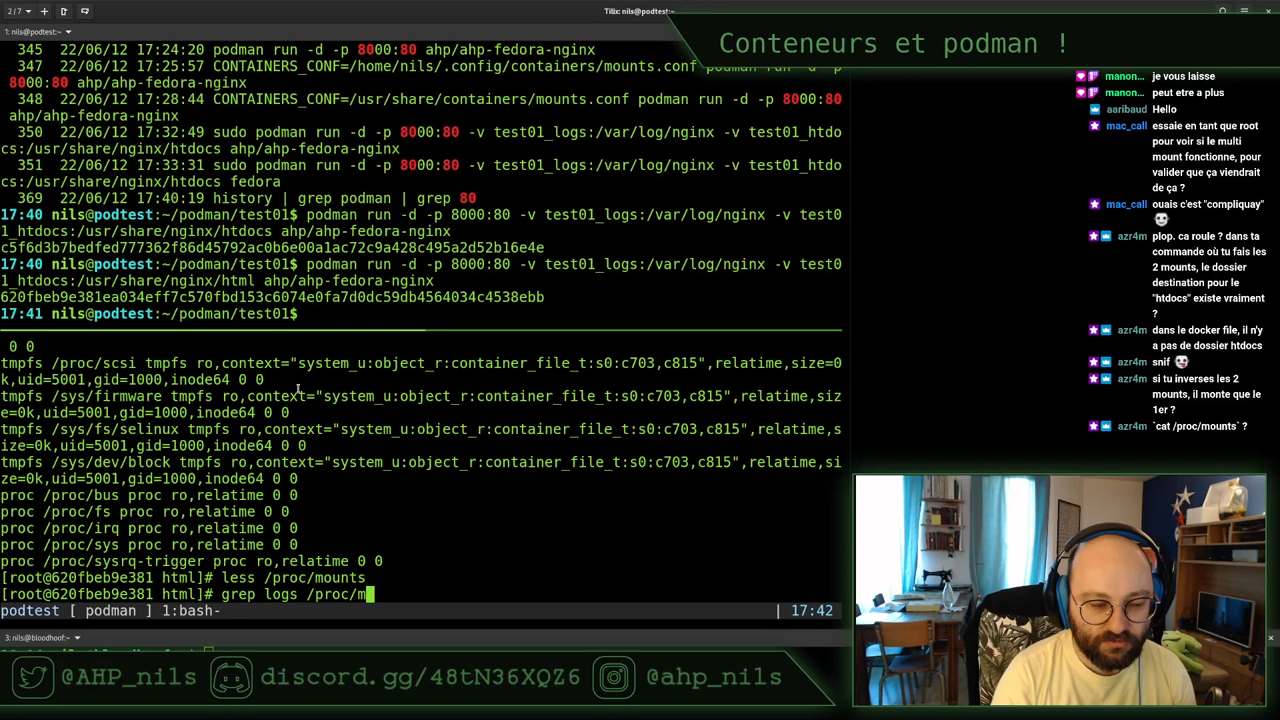 2/7
Tilix: nils@podtest:~
1: nils@podtest:~
Conteneurs et podman !
345 22/06/12 17:24:20 podman run -d -p 8000:80 ahp/ahp-fedora-nginx
347 22/06/12 17:25:57 CONTAINERS_CONF=/home/nils/.config/containers/mounts.conf podman run -d -p
8000:80 ahp/ahp-fedora-nginx
348 22/06/12 17:28:44 CONTAINERS_CONF=/usr/share/containers/mounts.conf podman run -d -p 8000:80
ahp/ahp-fedora-nginx
350 22/06/12 17:32:49 sudo podman run -d -p 8000:80 -v test01_logs:/var/log/nginx -v test01_htdo
cs:/usr/share/nginx/htdocs ahp/ahp-fedora-nginx
351 22/06/12 17:33:31 sudo podman run -d -p 8000:80 -v test01_logs:/var/log/nginx -v test01_htdo
cs:/usr/share/nginx/htdocs fedora
369 22/06/12 17:40:19 history | grep podman | grep 80
17:40 nils@podtest:~/podman/test01$ podman run -d -p 8000:80 -v test01_logs:/var/log/nginx -v test0
1_htdocs:/usr/share/nginx/htdocs ahp/ahp-fedora-nginx
c5f6d3b7bedfed777362f86d45792ac0b6e00a1ac72c9a428c495a2d52b16e4e
17:40 nils@podtest:~/podman/test01$ podman run -d -p 8000:80 -v test01_logs:/var/log/nginx -v test0
1_htdocs:/usr/share/nginx/html ahp/ahp-fedora-nginx
620fbeb9e381ea034eff7c570fbd153c6074e0fa7d0dc59db4564034c4538ebb
17:41 nils@podtest:~/podman/test01$
0 0
tmpfs /proc/scsi tmpfs ro,context="system_u:object_r:container_file_t:s0:c703,c815",relatime,size=0
k,uid=5001,gid=1000,inode64 0 0
tmpfs /sys/firmware tmpfs ro,context="system_u:object_r:container_file_t:s0:c703,c815",relatime,siz
e=0k,uid=5001,gid=1000,inode64 0 0
tmpfs /sys/fs/selinux tmpfs ro,context="system_u:object_r:container_file_t:s0:c703,c815",relatime,s
ize=0k,uid=5001,gid=1000,inode64 0 0
tmpfs /sys/dev/block tmpfs ro,context="system_u:object_r:container_file_t:s0:c703,c815",relatime,si
ze=0k,uid=5001,gid=1000,inode64 0 0
proc /proc/bus proc ro,relatime 0 0
proc /proc/fs proc ro,relatime 0 0
proc /proc/irq proc ro,relatime 0 0
proc /proc/sys proc ro,relatime 0 0
proc /proc/sysrq-trigger proc ro,relatime 0 0
[root@620fbeb9e381 html]# less /proc/mounts
[root@620fbeb9e381 html]# grep logs /proc/m
podtest [ podman ] 1:bash- | 17:42
3: nils@bloodhoof:~
manon... je vous laisse
manon... peut etre a plus
aaribaud Hello
mac_call essaie en tant que root
pour voir si le multi
mount fonctionne, pour
valider que ça viendrait
de ça ?
mac_call ouais c'est "compliquay"
azr4m plop. ca roule ? dans ta
commande où tu fais les
2 mounts, le dossier
destination pour le
"htdocs" existe vraiment
?
azr4m dans le docker file, il n'y
a pas de dossier htdocs
azr4m snif
azr4m si tu inverses les 2
mounts, il monte que le
1er ?
azr4m `cat /proc/mounts` ?
@AHP_nils
discord.gg/48tN36XQZ6
@ahp_nils